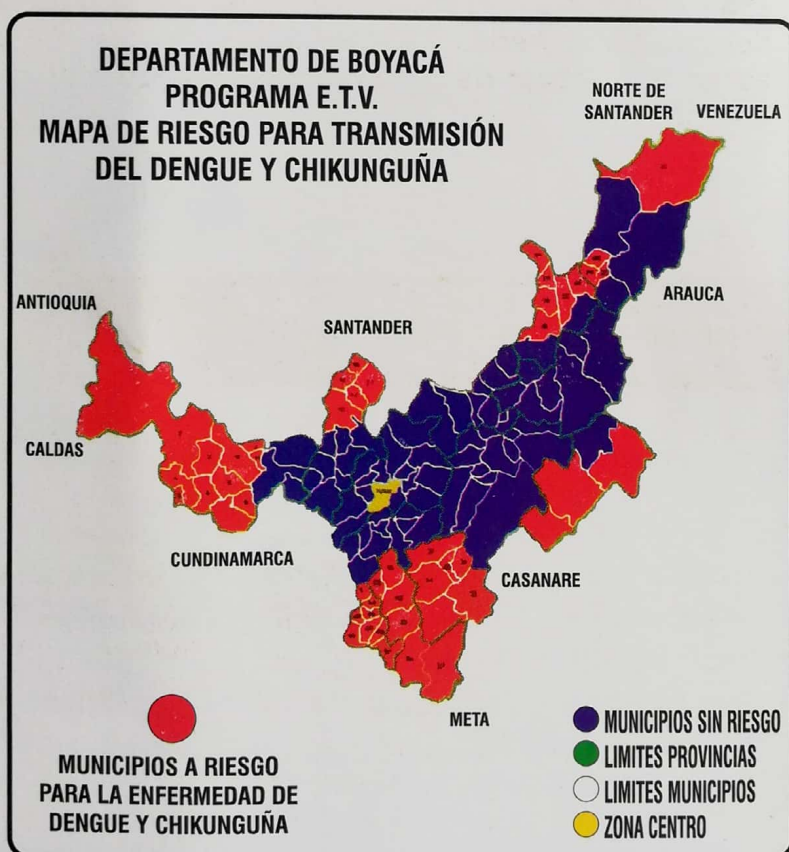 DEPARTAMENTO DE BOYACÁ
PROGRAMA E.T.V.
MAPA DE RIESGO PARA TRANSMISIÓN
DEL DENGUE Y CHIKUNGUÑA
NORTE DE
SANTANDER
VENEZUELA
ANTIOQUIA
SANTANDER
ARAUCA
CALDAS
CUNDINAMARCA
CASANARE
META
MUNICIPIOS A RIESGO
PARA LA ENFERMEDAD DE
DENGUE Y CHIKUNGUÑA
MUNICIPIOS SIN RIESGO
LIMITES PROVINCIAS
LIMITES MUNICIPIOS
ZONA CENTRO